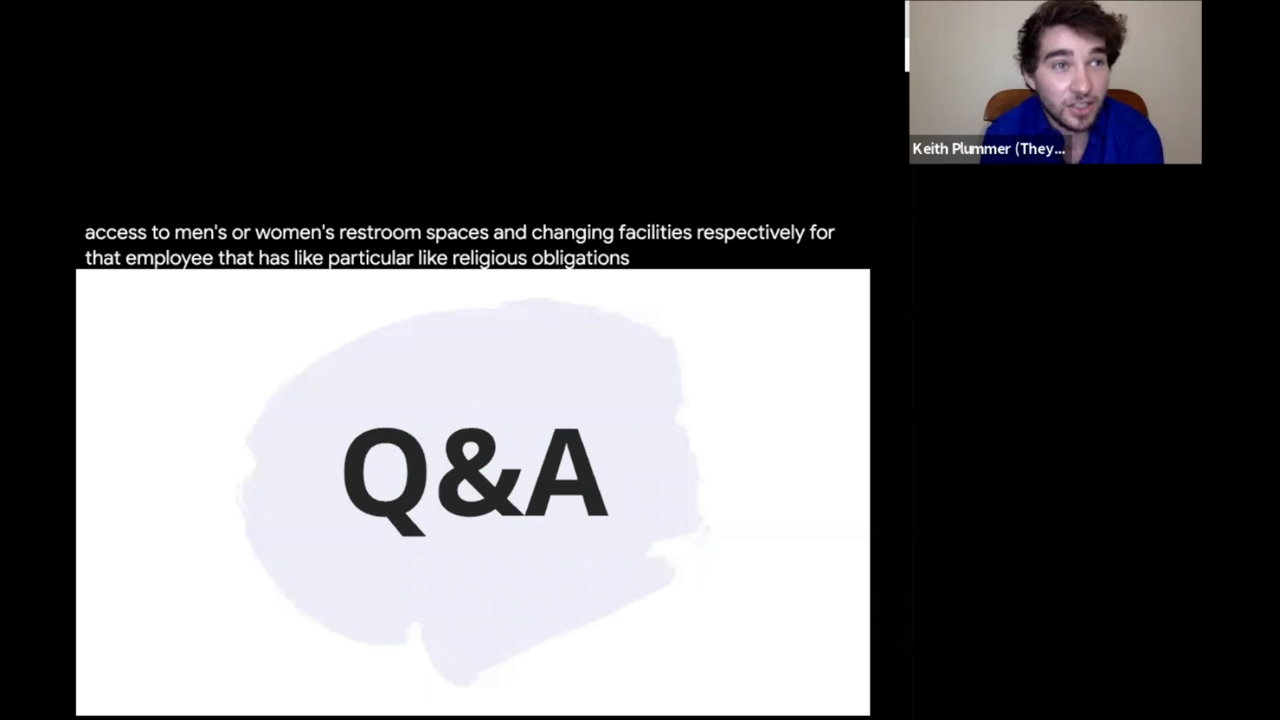 Keith Plummer (They...
access to men's or women's restroom spaces and changing facilities respectively for
that employee that has like particular like religious obligations
Q&A